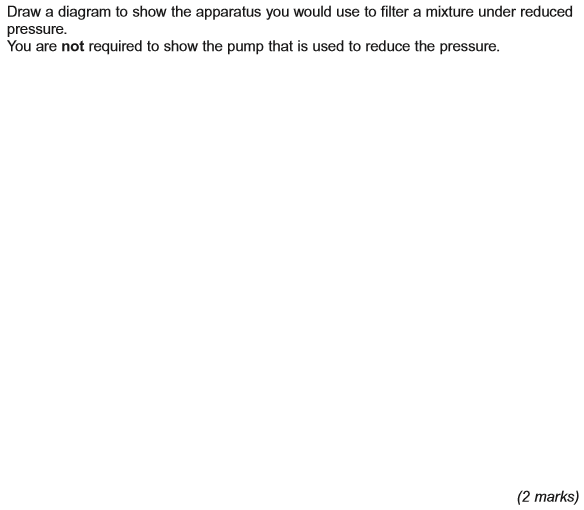 Draw a diagram to show the apparatus you would use to filter a mixture under reduced
pressure.
You are not required to show the pump that is used to reduce the pressure.
(2 marks)